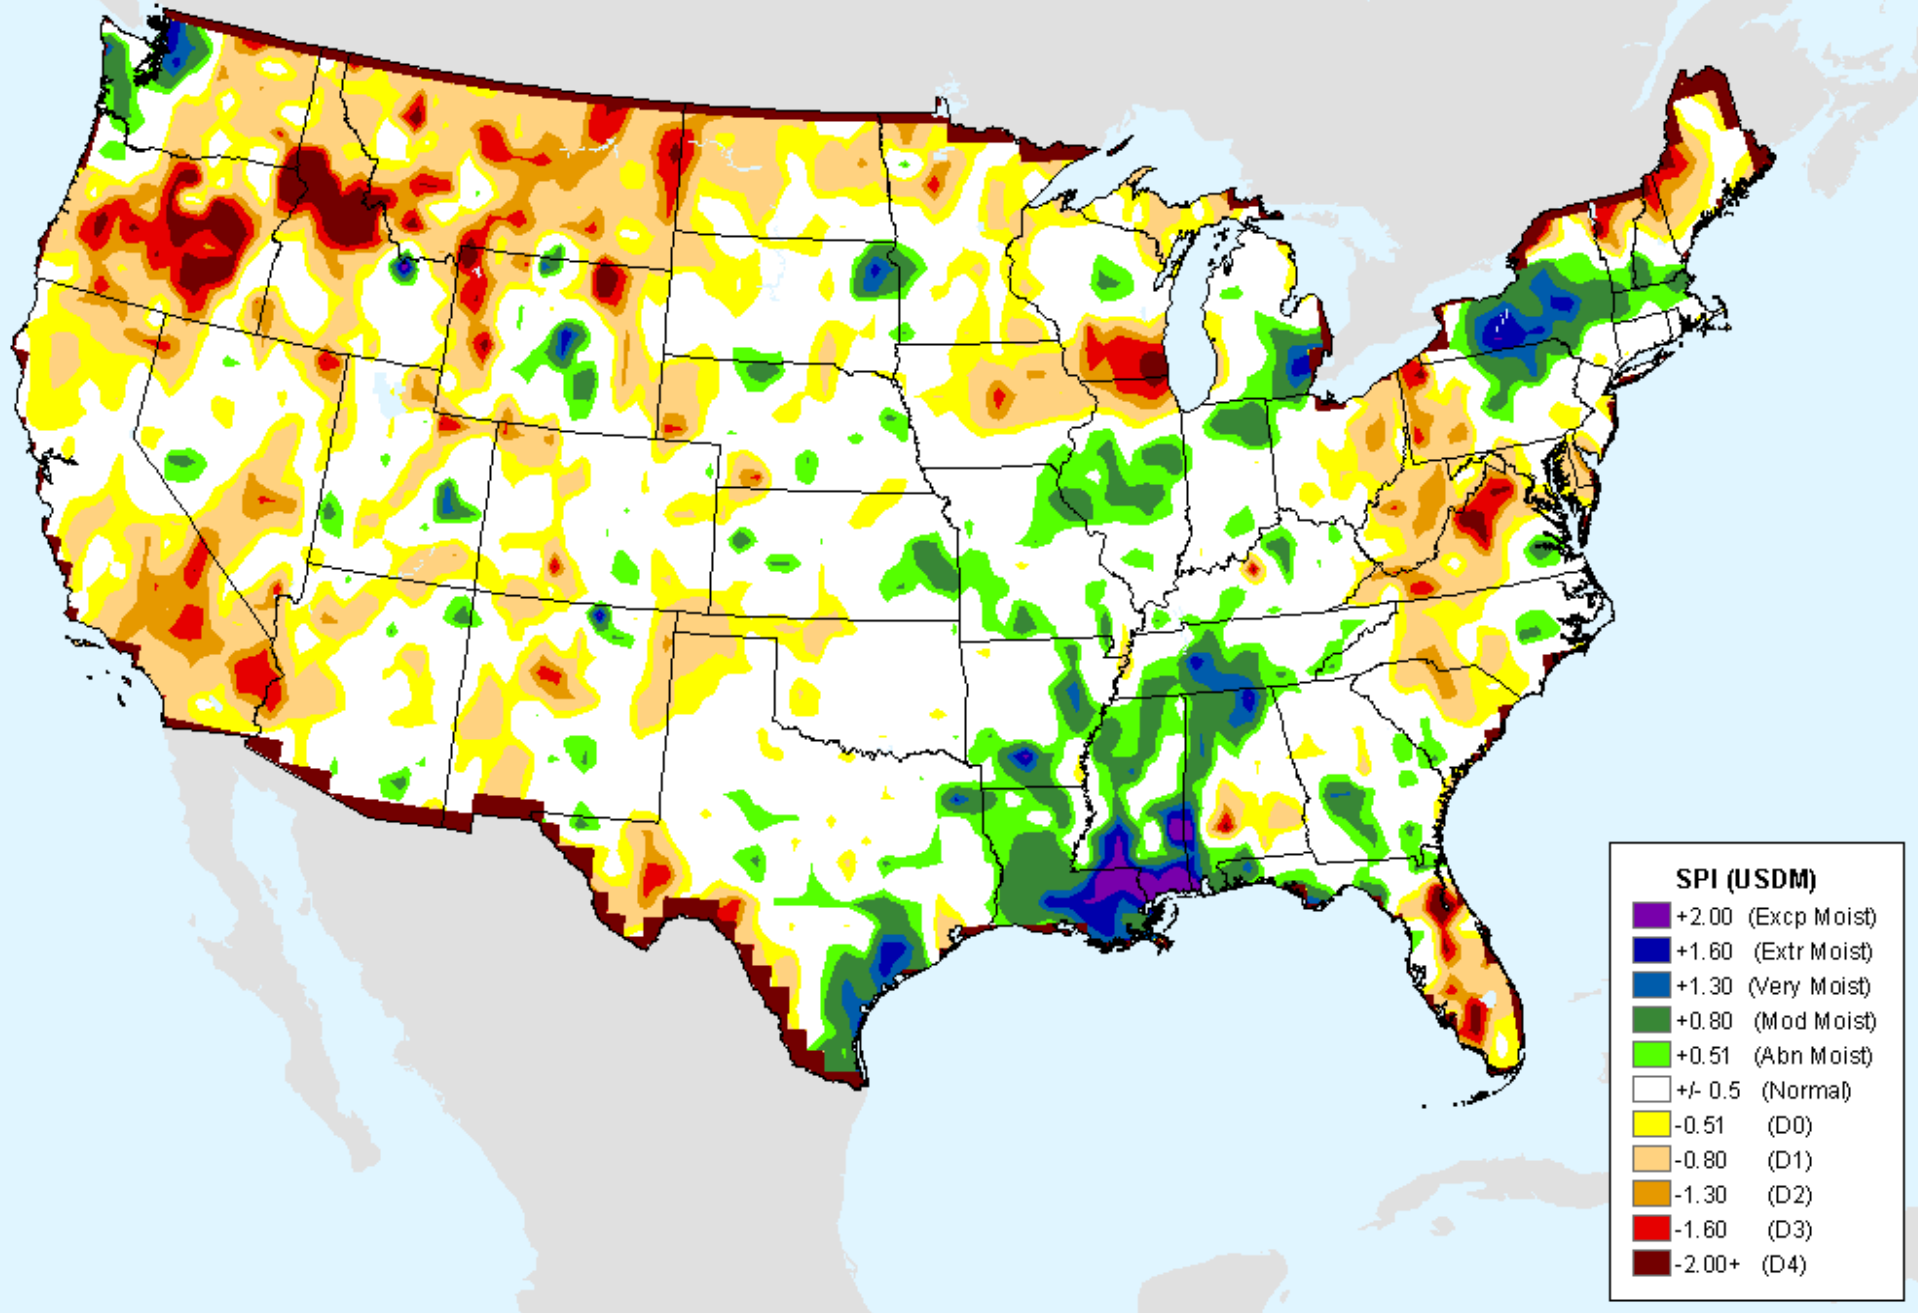 SPI (USDM)
+2.00 (Excp Moist)
+1.60 (Extr Moist)
+1.30 (Very Moist)
+0.80 (Mod Moist)
+0.51 (Abn Moist)
+/- 0.5 (Normal)
-0.51 (D0)
-0.80 (D1)
-1.30 (D2)
-1.60 (D3)
-2.00+ (D4)